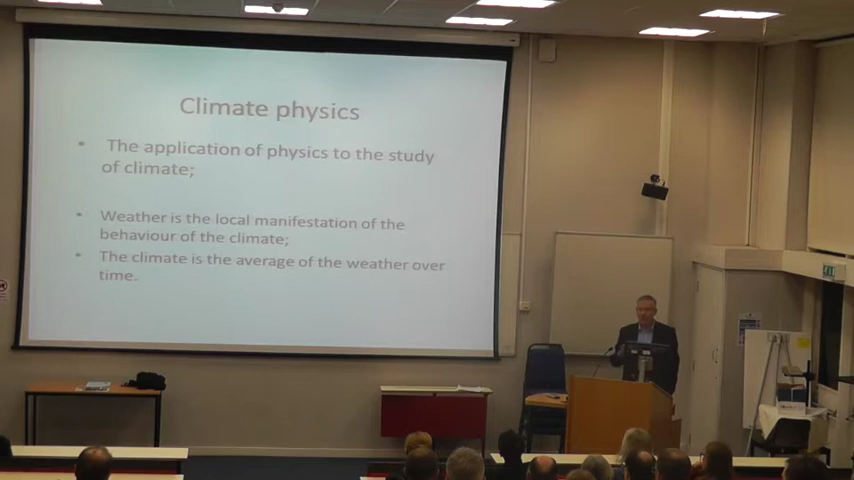 Climate physics
• The application of physics to the study
of climate;
• Weather is the local manifestation of the
behaviour of the climate;
• The climate is the average of the weather over
time.